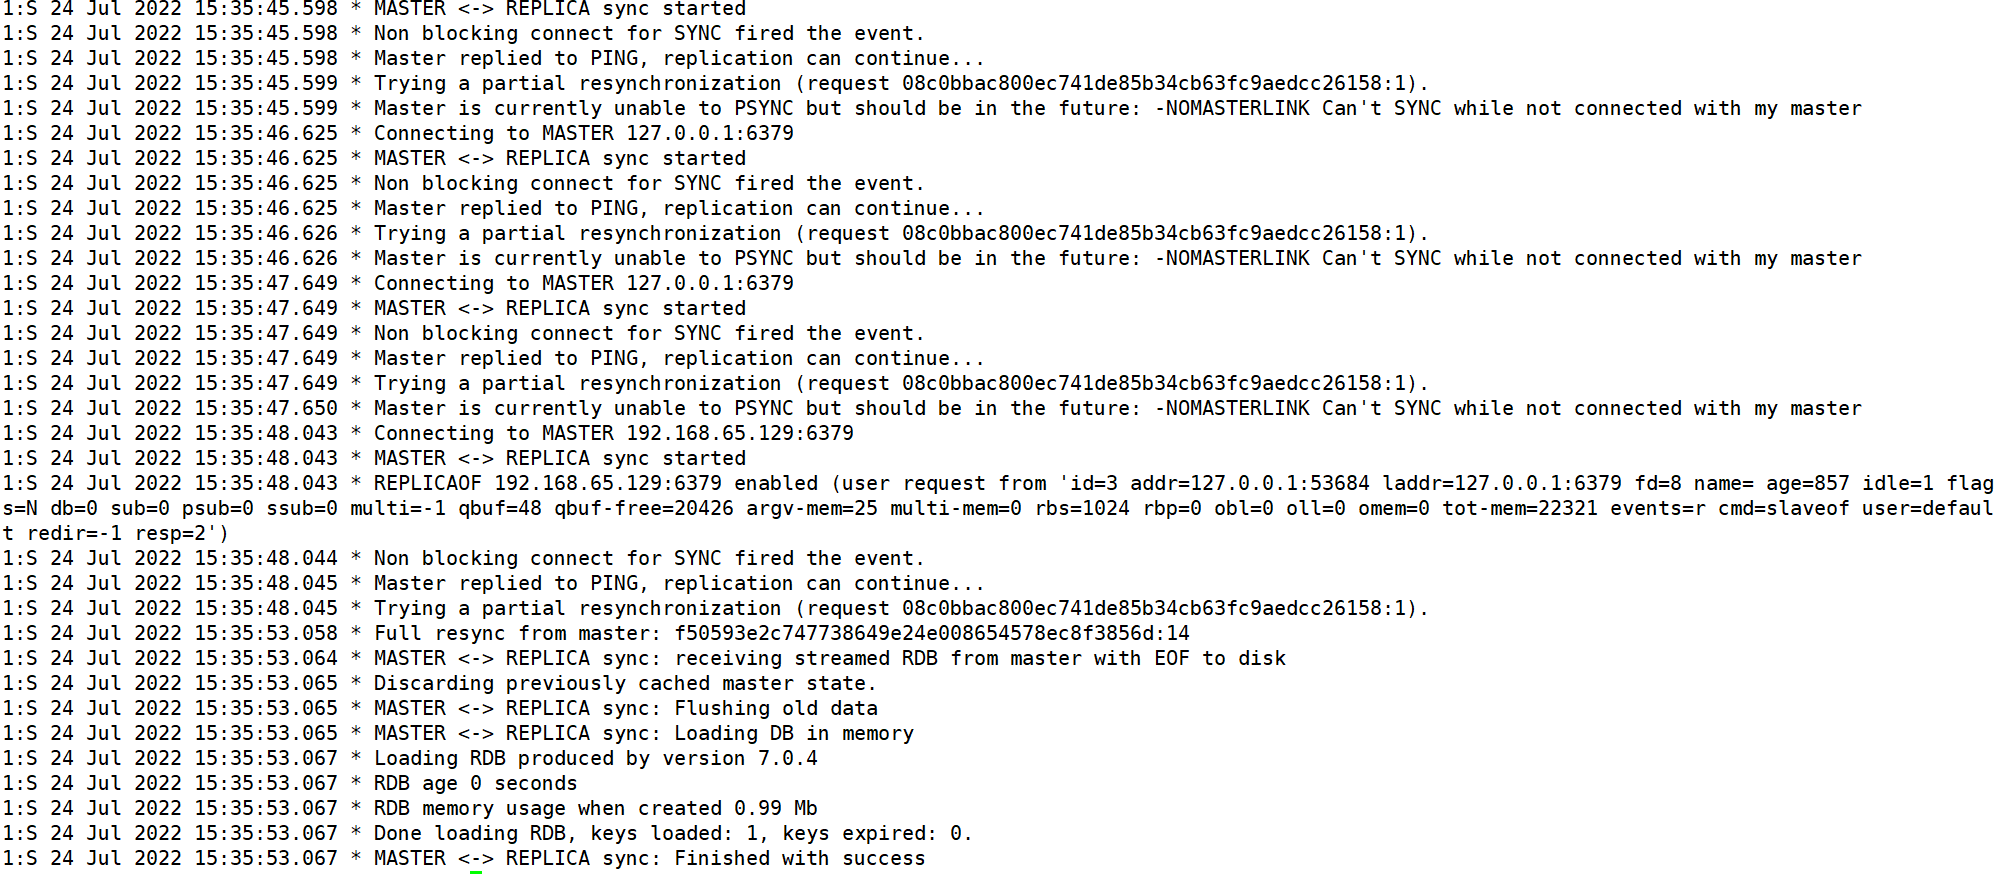 1:S 24 Jul 2022 15:35:45.598 * MASTER <-> REPLICA sync started
1:S 24 Jul 2022 15:35:45.598 * Non blocking connect for SYNC fired the event.
1:S 24 Jul 2022 15:35:45.598 * Master replied to PING, replication can continue...
1:S 24 Jul 2022 15:35:45.599 * Trying a partial resynchronization (request 08c0bbac800ec741de85b34cb63fc9aedcc26158:1).
1:S 24 Jul 2022 15:35:45.599 * Master is currently unable to PSYNC but should be in the future: -NOMASTERLINK Can't SYNC while not connected with my master
1:S 24 Jul 2022 15:35:46.625 * Connecting to MASTER 127.0.0.1:6379
1:S 24 Jul 2022 15:35:46.625 * MASTER <-> REPLICA sync started
1:S 24 Jul 2022 15:35:46.625 * Non blocking connect for SYNC fired the event.
1:S 24 Jul 2022 15:35:46.625 * Master replied to PING, replication can continue...
1:S 24 Jul 2022 15:35:46.626 * Trying a partial resynchronization (request 08c0bbac800ec741de85b34cb63fc9aedcc26158:1).
1:S 24 Jul 2022 15:35:46.626 * Master is currently unable to PSYNC but should be in the future: -NOMASTERLINK Can't SYNC while not connected with my master
1:S 24 Jul 2022 15:35:47.649 * Connecting to MASTER 127.0.0.1:6379
1:S 24 Jul 2022 15:35:47.649 * MASTER <-> REPLICA sync started
1:S 24 Jul 2022 15:35:47.649 * Non blocking connect for SYNC fired the event.
1:S 24 Jul 2022 15:35:47.649 * Master replied to PING, replication can continue...
1:S 24 Jul 2022 15:35:47.649 * Trying a partial resynchronization (request 08c0bbac800ec741de85b34cb63fc9aedcc26158:1).
1:S 24 Jul 2022 15:35:47.650 * Master is currently unable to PSYNC but should be in the future: -NOMASTERLINK Can't SYNC while not connected with my master
1:S 24 Jul 2022 15:35:48.043 * Connecting to MASTER 192.168.65.129:6379
1:S 24 Jul 2022 15:35:48.043 * MASTER <-> REPLICA sync started
1:S 24 Jul 2022 15:35:48.043 * REPLICAOF 192.168.65.129:6379 enabled (user request from 'id=3 addr=127.0.0.1:53684 laddr=127.0.0.1:6379 fd=8 name= age=857 idle=1 flag
s=N db=0 sub=0 psub=0 ssub=0 multi=-1 qbuf=48 qbuf-free=20426 argv-mem=25 multi-mem=0 rbs=1024 rbp=0 obl=0 oll=0 omem=0 tot-mem=22321 events=r cmd=slaveof user=defaul
t redir=-1 resp=2')
1:S 24 Jul 2022 15:35:48.044 * Non blocking connect for SYNC fired the event.
1:S 24 Jul 2022 15:35:48.045 * Master replied to PING, replication can continue...
1:S 24 Jul 2022 15:35:48.045 * Trying a partial resynchronization (request 08c0bbac800ec741de85b34cb63fc9aedcc26158:1).
1:S 24 Jul 2022 15:35:53.058 * Full resync from master: f50593e2c747738649e24e008654578ec8f3856d:14
1:S 24 Jul 2022 15:35:53.064 * MASTER <-> REPLICA sync: receiving streamed RDB from master with EOF to disk
1:S 24 Jul 2022 15:35:53.065 * Discarding previously cached master state.
1:S 24 Jul 2022 15:35:53.065 * MASTER <-> REPLICA sync: Flushing old data
1:S 24 Jul 2022 15:35:53.065 * MASTER <-> REPLICA sync: Loading DB in memory
1:S 24 Jul 2022 15:35:53.067 * Loading RDB produced by version 7.0.4
1:S 24 Jul 2022 15:35:53.067 * RDB age 0 seconds
1:S 24 Jul 2022 15:35:53.067 * RDB memory usage when created 0.99 Mb
1:S 24 Jul 2022 15:35:53.067 * Done loading RDB, keys loaded: 1, keys expired: 0.
1:S 24 Jul 2022 15:35:53.067 * MASTER <-> REPLICA sync: Finished with success